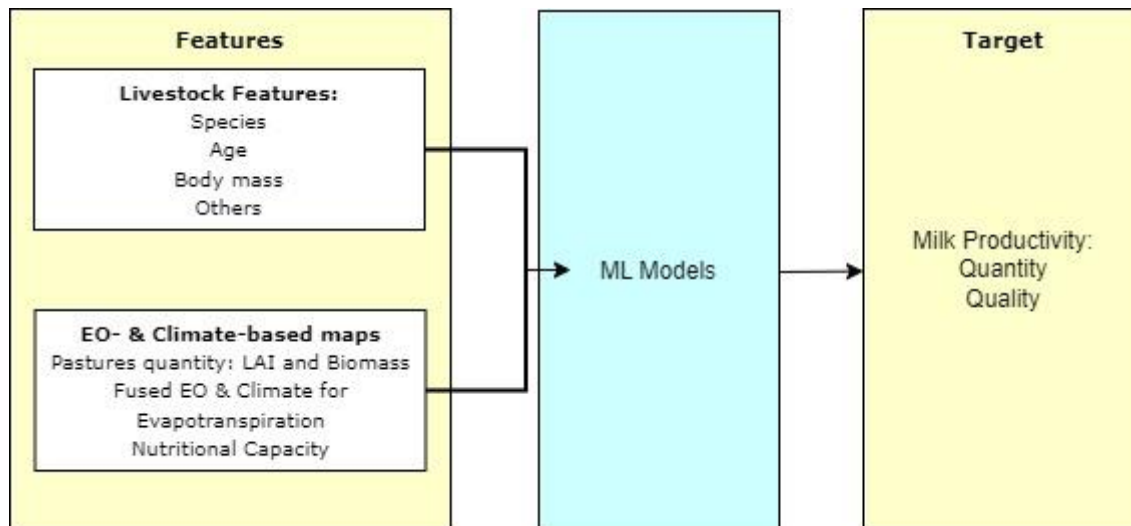 Features
Livestock Features:
Species
Age
Body mass
Others
EO- & Climate-based maps
Pastures quantity: LAI and Biomass
Fused EO & Climate for
Evapotranspiration
Nutritional Capacity
ML Models
Target
Milk Productivity:
Quantity
Quality